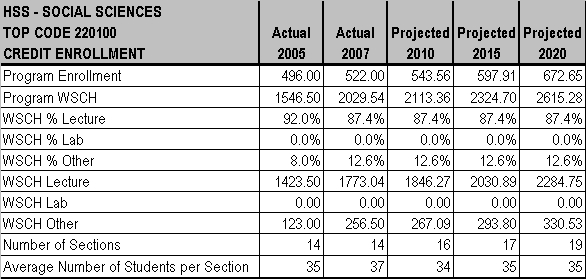 HSS - SOCIAL SCIENCES
TOP CODE 220100 Actual Actual Projected Projected Projected
CREDIT ENROLLMENT 2005 2007 2010 2015 2020
Program Enrollment 496.00 522.00 543.56 597.91 672.65
Program WSCH 1546.50 2029.54 2113.36 2324.70 2615.28
WSCH % Lecture 92.0% 87.4% 87.4% 87.4% 87.4%
WSCH % Lab 0.0% 0.0% 0.0% 0.0% 0.0%
WSCH % Other 8.0% 12.6% 12.6% 12.6% 12.6%
WSCH Lecture 1423.50 1773.04 1846.27 2030.89 2284.75
WSCH Lab 0.00 0.00 0.00 0.00 0.00
WSCH Other 123.00 256.50 267.09 293.80 330.53
Number of Sections 14 14 16 17 19
Average Number of Students per Section 35 37 34 35 35